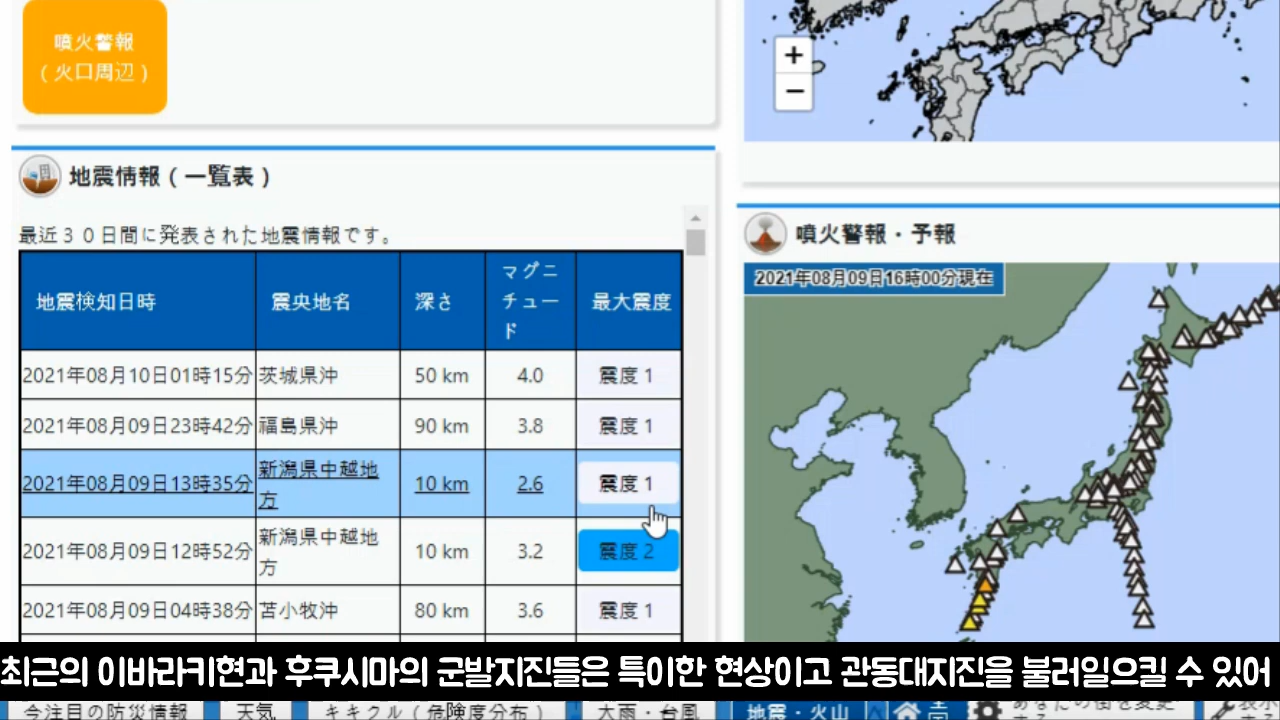 噴火警報
(火口周辺)
+
−
地震情報(一覧表)
最近30日間に発表された地震情報です。
地震検知日時 震央地名 深さ マグニチュード 最大震度
2021年08月10日01時15分 茨城県沖 50 km 4.0 震度1
2021年08月09日23時42分 福島県沖 90 km 3.8 震度1
2021年08月09日13時35分 新潟県中越地方 10 km 2.6 震度1
2021年08月09日12時52分 新潟県中越地方 10 km 3.2 震度2
2021年08月09日04時38分 苫小牧沖 80 km 3.6 震度1
噴火警報・予報
2021年08月09日16時00分現在
최근의 이바라키현과 후쿠시마의 군발지진들은 특이한 현상이고 관동대지진을 불러일으킬 수 있어
今注目の防災情報 天気 キキクル(危険度分布) 大雨・台風 地震・火山